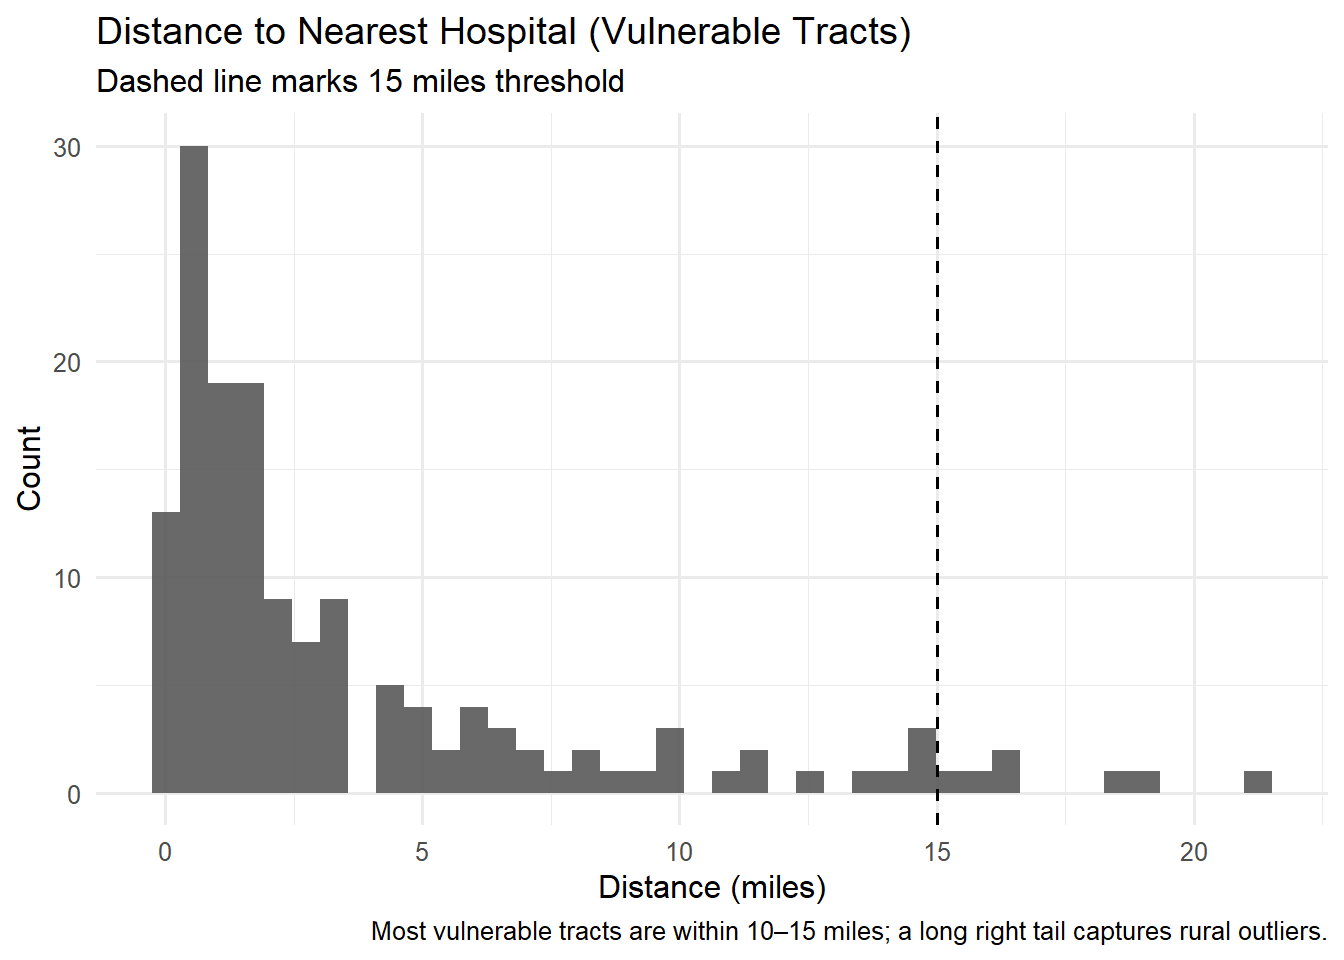 Distance to Nearest Hospital (Vulnerable Tracts)
Dashed line marks 15 miles threshold
30
20
10
0
Count
0 5 10 15 20
Distance (miles)
Most vulnerable tracts are within 10–15 miles; a long right tail captures rural outliers.